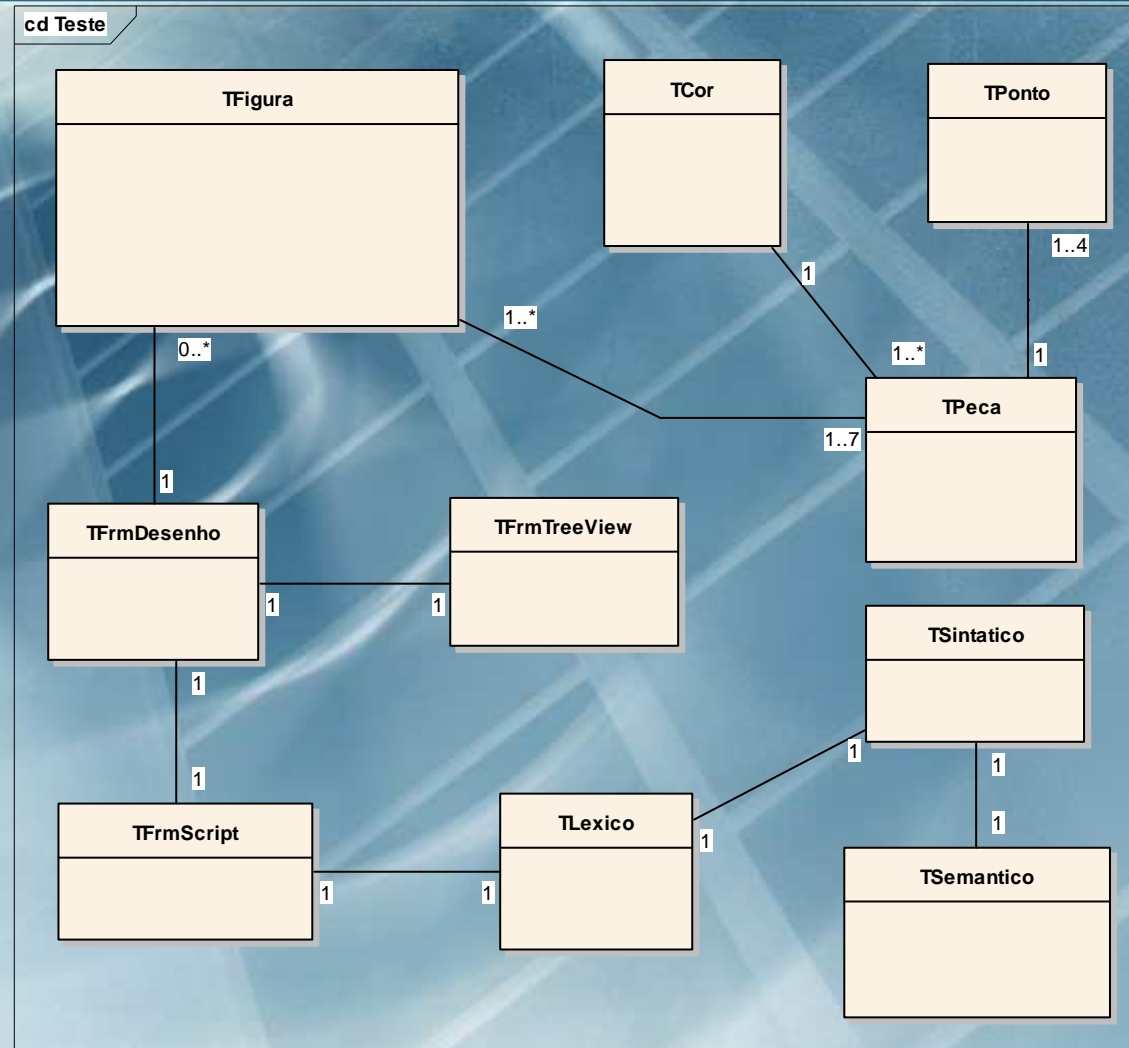 cd Teste
TFigura
TCor
TPonto
1..4
1
1..*
0..*
1..*
1
TPeca
1..7
1
TFrmDesenho
TFrmTreeView
1
1
TSintatico
1
1
1
1
TFrmScript
TLexico
1
1
TSemantico
1
1